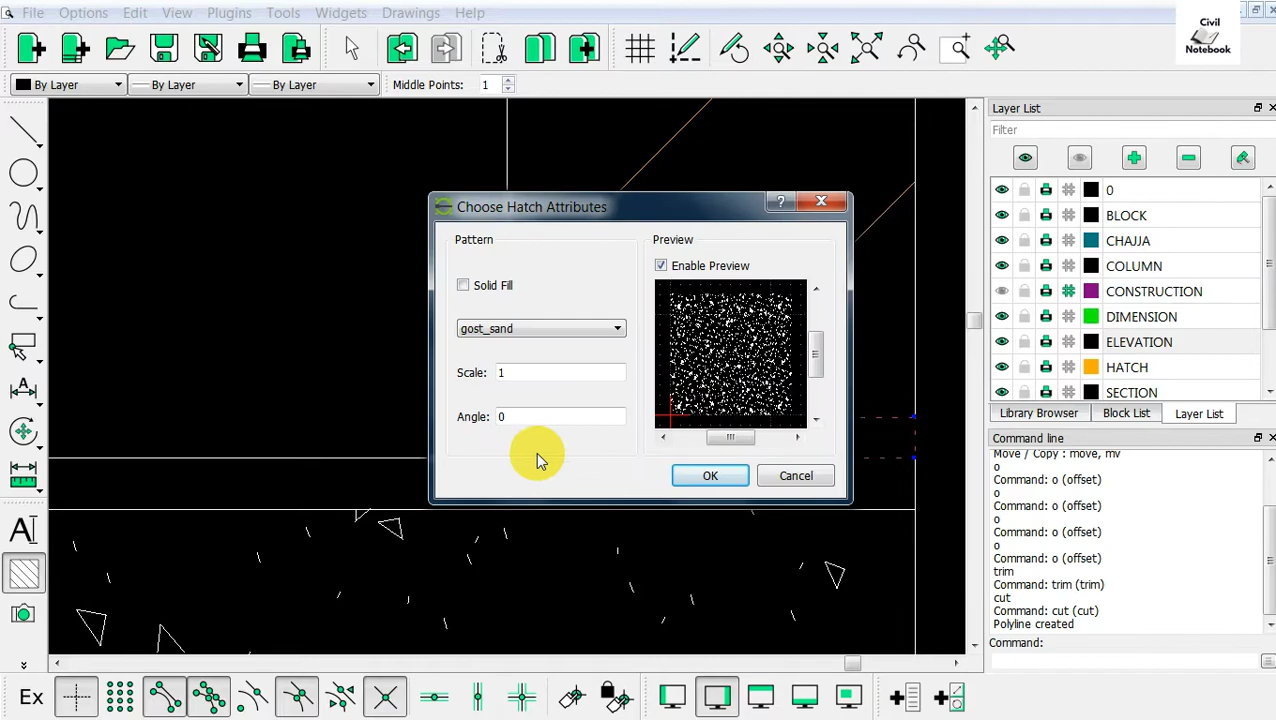 File Options Edit View Plugins Tools Widgets Drawings Help
Civil
Notebook
By Layer By Layer By Layer Middle Points: 1
Layer List
Filter
0
BLOCK
CHAJJA
COLUMN
CONSTRUCTION
DIMENSION
ELEVATION
HATCH
SECTION
Library Browser Block List Layer List
Command line
Move / Copy : move, mv
o
Command: o (offset)
o
Command: o (offset)
o
Command: o (offset)
o
Command: o (offset)
trim
Command: trim (trim)
cut
Command: cut (cut)
Polyline created
Command:
Choose Hatch Attributes
Pattern
Solid Fill
gost_sand
Scale: 1
Angle: 0
Preview
Enable Preview
OK Cancel
A
Ex